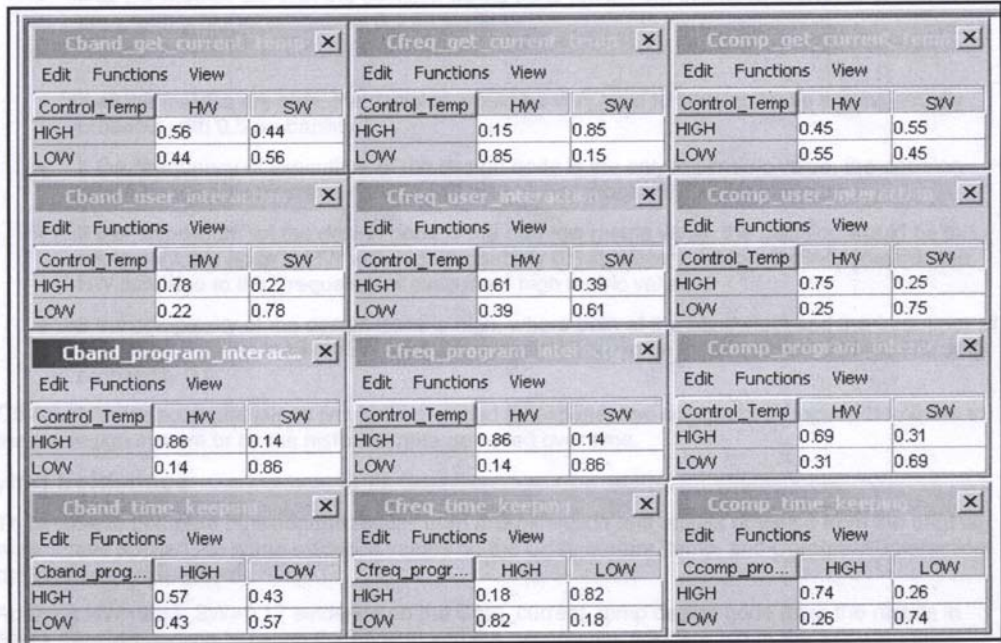 Cband_get_current_temp Cfreq_get_current_temp Ccomp_get_current_temp
Edit Functions View Edit Functions View Edit Functions View
Control_Temp HW SW Control_Temp HW SW Control_Temp HW SW
HIGH 0.56 0.44 HIGH 0.15 0.85 HIGH 0.45 0.55
LOW 0.44 0.56 LOW 0.85 0.15 LOW 0.55 0.45
Cband_user_interaction Cfreq_user_interaction Ccomp_user_interaction
Edit Functions View Edit Functions View Edit Functions View
Control_Temp HW SW Control_Temp HW SW Control_Temp HW SW
HIGH 0.78 0.22 HIGH 0.61 0.39 HIGH 0.75 0.25
LOW 0.22 0.78 LOW 0.39 0.61 LOW 0.25 0.75
Cband_program_interac... Cfreq_program_interac Ccomp_program_interac
Edit Functions View Edit Functions View Edit Functions View
Control_Temp HW SW Control_Temp HW SW Control_Temp HW SW
HIGH 0.86 0.14 HIGH 0.86 0.14 HIGH 0.69 0.31
LOW 0.14 0.86 LOW 0.14 0.86 LOW 0.31 0.69
Cband_time_keeping Cfreq_time_keeping Ccomp_time_keeping
Edit Functions View Edit Functions View Edit Functions View
Cband_prog... HIGH LOW Cfreq_progr... HIGH LOW Ccomp_pro... HIGH LOW
HIGH 0.57 0.43 HIGH 0.18 0.82 HIGH 0.74 0.26
LOW 0.43 0.57 LOW 0.82 0.18 LOW 0.26 0.74